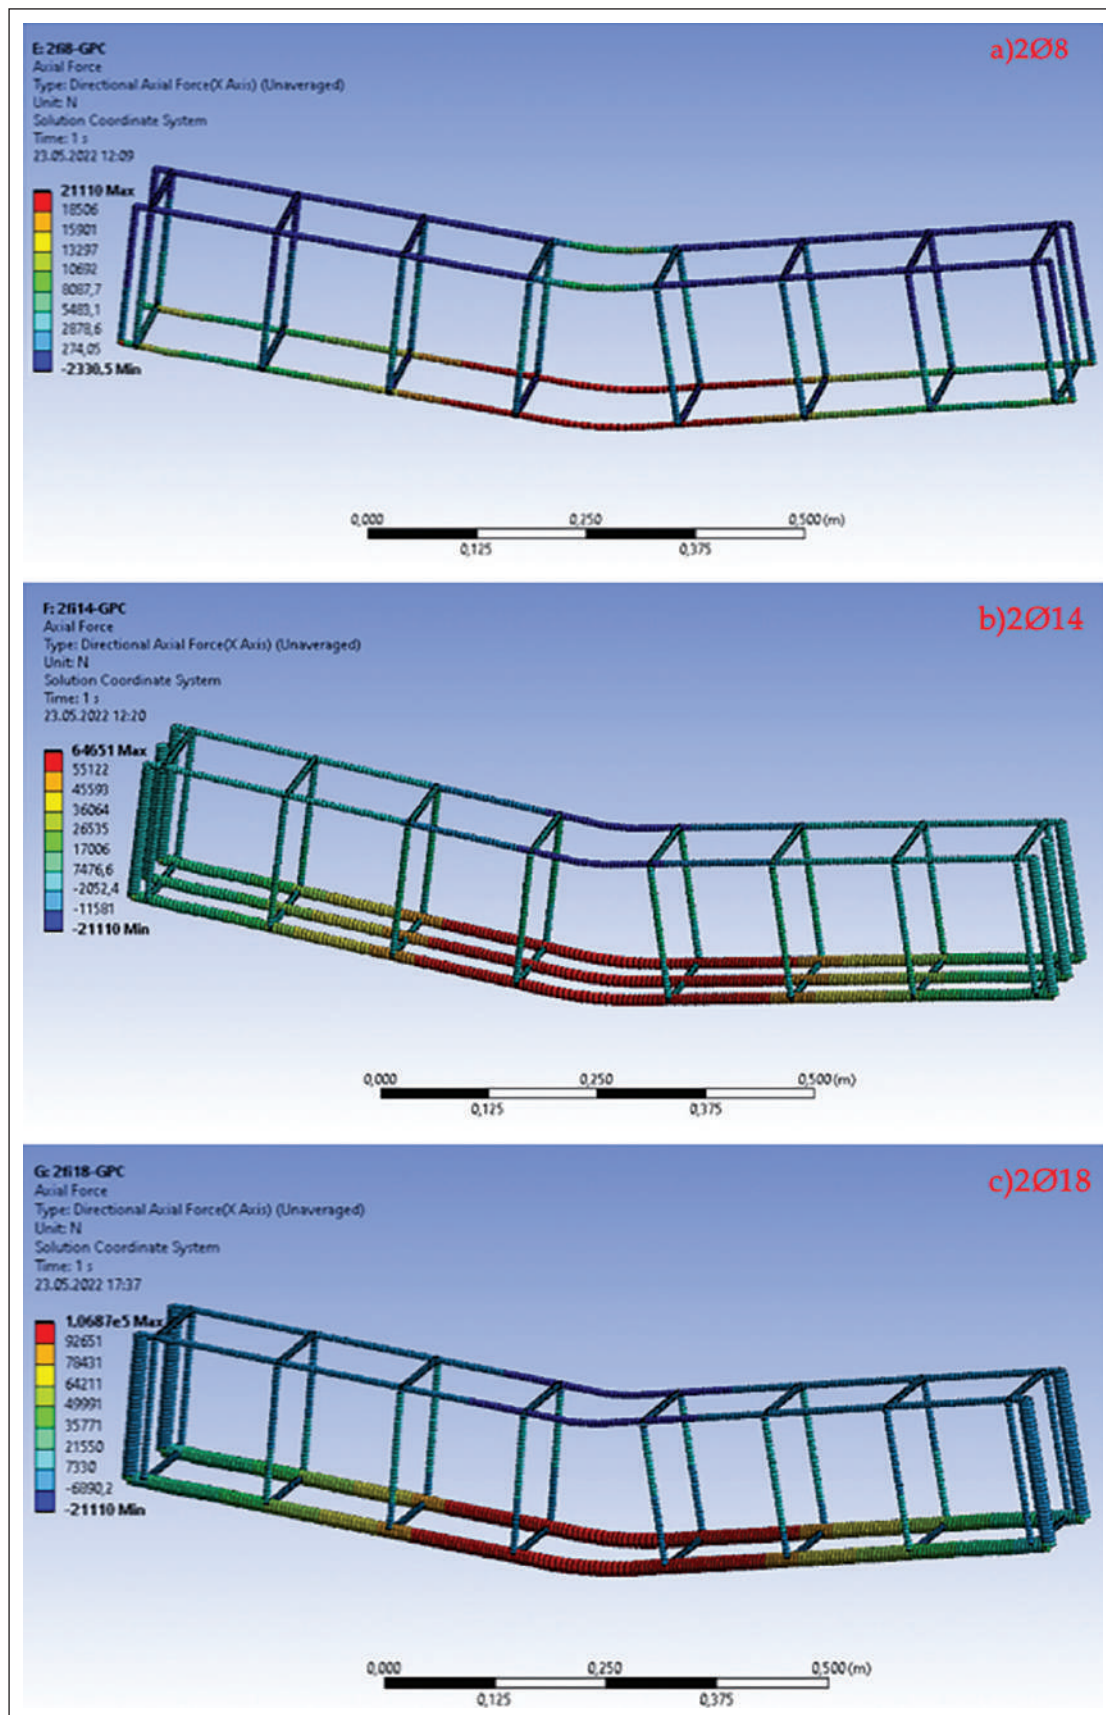 E: 2fi8-GPC
Axial Force
Type: Directional Axial Force(X Axis) (Unaveraged)
Unit: N
Solution Coordinate System
Time: 1 s
23.05.2022 12:09
a)2Ø8
21110 Max
18506
15901
13297
10692
8087,7
5483,1
2878,6
274,05
-2330,5 Min
0,000
0,250
0,500 (m)
0,125
0,375
F: 2fi14-GPC
Axial Force
Type: Directional Axial Force(X Axis) (Unaveraged)
Unit: N
Solution Coordinate System
Time: 1 s
23.05.2022 12:20
b)2Ø14
64651 Max
55122
45593
36064
26535
17006
7476,6
-2052,4
-11581
-21110 Min
0,000
0,250
0,500 (m)
0,125
0,375
G: 2fi18-GPC
Axial Force
Type: Directional Axial Force(X Axis) (Unaveraged)
Unit: N
Solution Coordinate System
Time: 1 s
23.05.2022 17:37
c)2Ø18
1,0687e5 Max
92651
78431
64211
49991
35771
21550
7330
-6890,2
-21110 Min
0,000
0,250
0,500 (m)
0,125
0,375